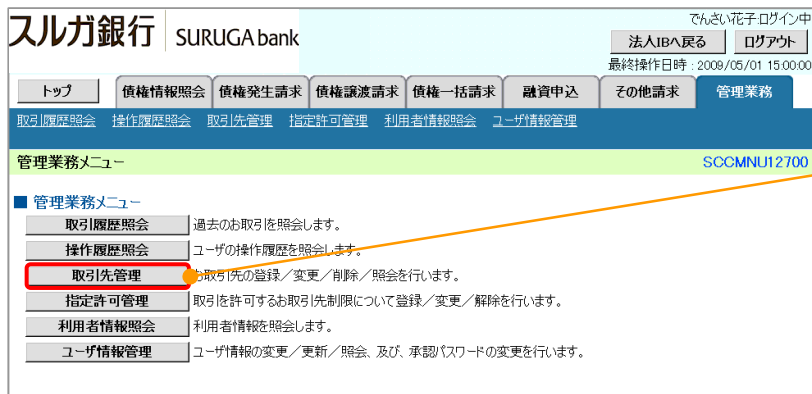 でんさい花子:ログイン中
スルガ銀行 SURUGA bank
法人IBへ戻る ログアウト
最終操作日時:2009/05/01 15:00:00
トップ 債権情報照会 債権発生請求 債権譲渡請求 債権一括請求 融資申込 その他請求 管理業務
取引履歴照会 操作履歴照会 取引先管理 指定許可管理 利用者情報照会 ユーザ情報管理
管理業務メニュー SCCMNU12700
■ 管理業務メニュー
取引履歴照会 過去のお取引を照会します。
操作履歴照会 ユーザの操作履歴を照会します。
取引先管理 お取引先の登録/変更/削除/照会を行います。
指定許可管理 取引を許可するお取引先制限について登録/変更/解除を行います。
利用者情報照会 利用者情報を照会します。
ユーザ情報管理 ユーザ情報の変更/更新/照会、及び、承認パスワードの変更を行います。